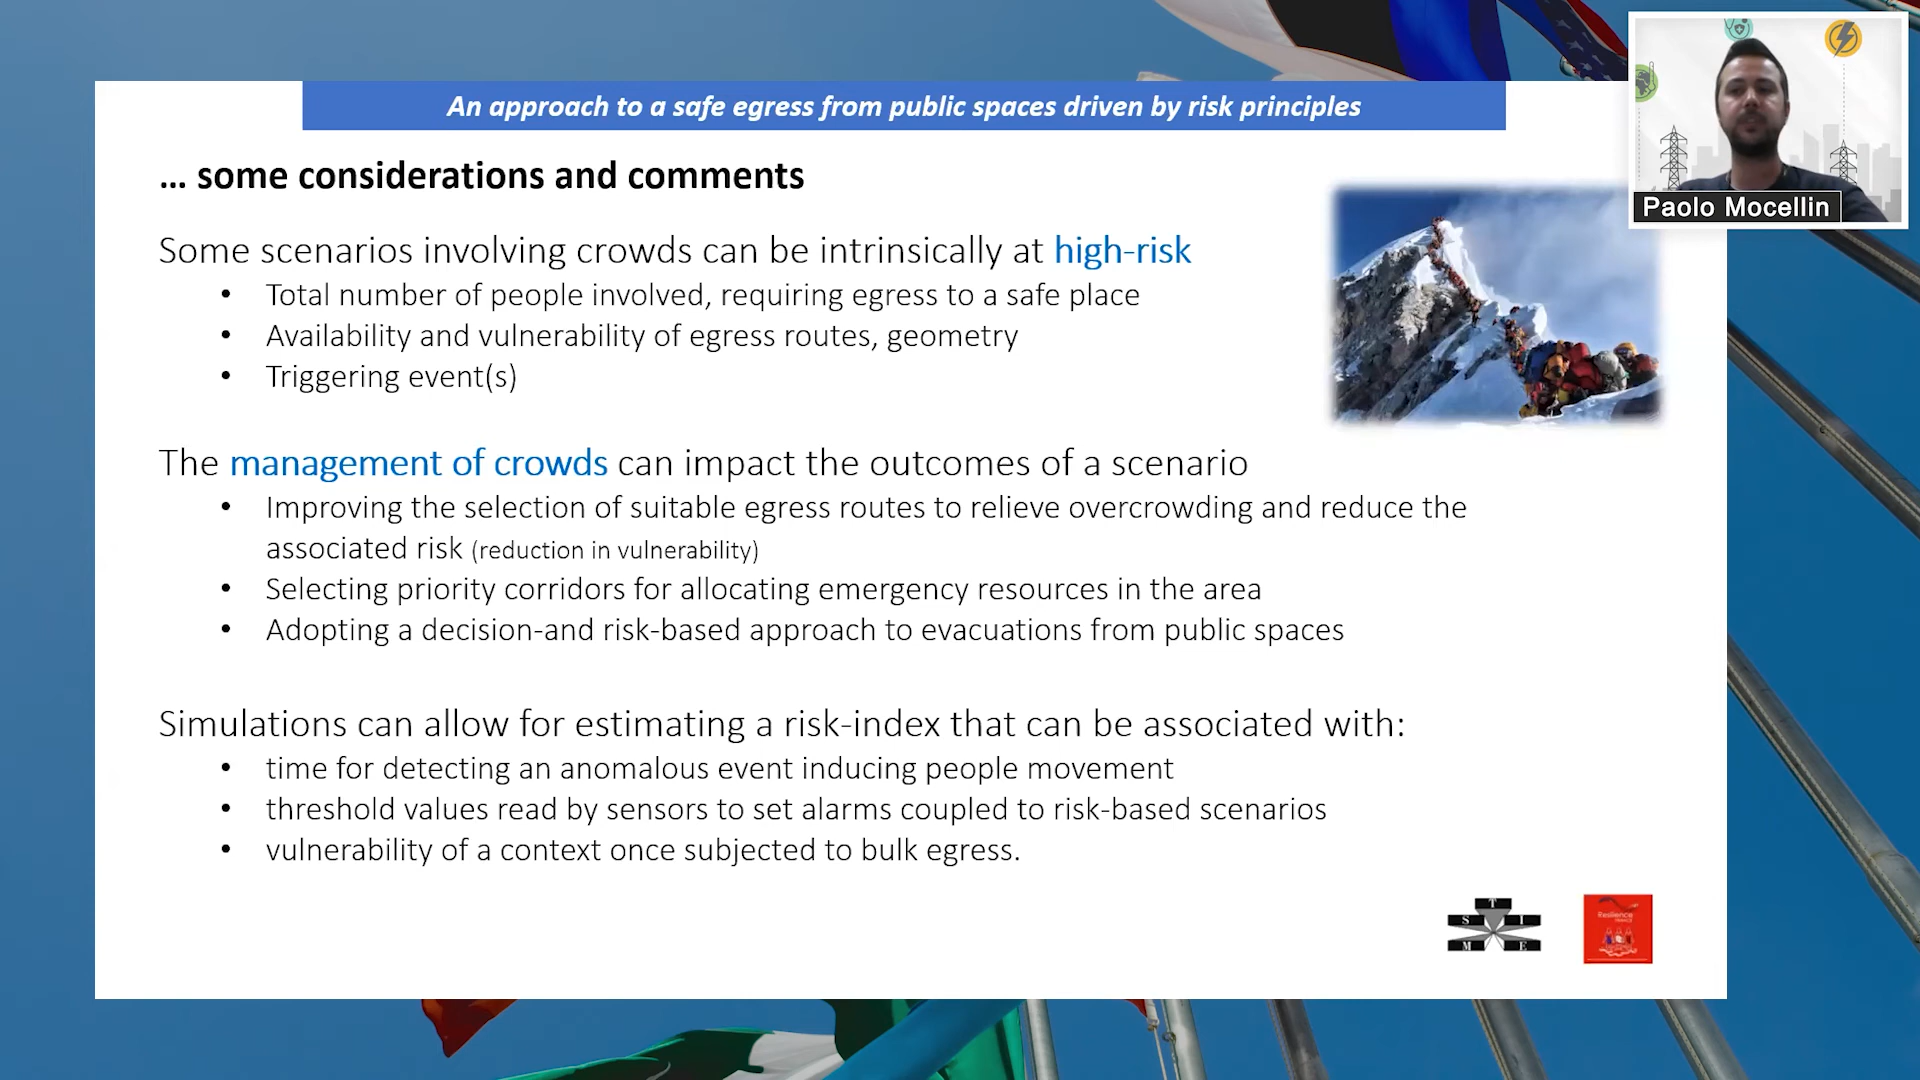 An approach to a safe egress from public spaces driven by risk principles
... some considerations and comments
Paolo Mocellin
Some scenarios involving crowds can be intrinsically at high-risk
• Total number of people involved, requiring egress to a safe place
• Availability and vulnerability of egress routes, geometry
• Triggering event(s)
The management of crowds can impact the outcomes of a scenario
• Improving the selection of suitable egress routes to relieve overcrowding and reduce the
associated risk (reduction in vulnerability)
• Selecting priority corridors for allocating emergency resources in the area
• Adopting a decision-and risk-based approach to evacuations from public spaces
Simulations can allow for estimating a risk-index that can be associated with:
• time for detecting an anomalous event inducing people movement
• threshold values read by sensors to set alarms coupled to risk-based scenarios
• vulnerability of a context once subjected to bulk egress.
T
S I
M E
Resilience